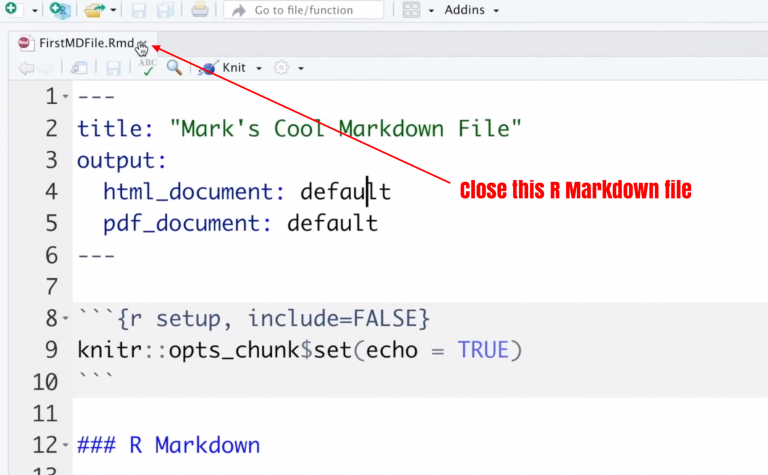 Go to file/function
Addins
FirstMDFile.Rmd
ABC
Knit
1 ---
2 title: "Mark's Cool Markdown File"
3 output:
4   html_document: default
5   pdf_document: default
6 ---
7
8 ```{r setup, include=FALSE}
9 knitr::opts_chunk$set(echo = TRUE)
10 ```
11
12 ### R Markdown
Close this R Markdown file